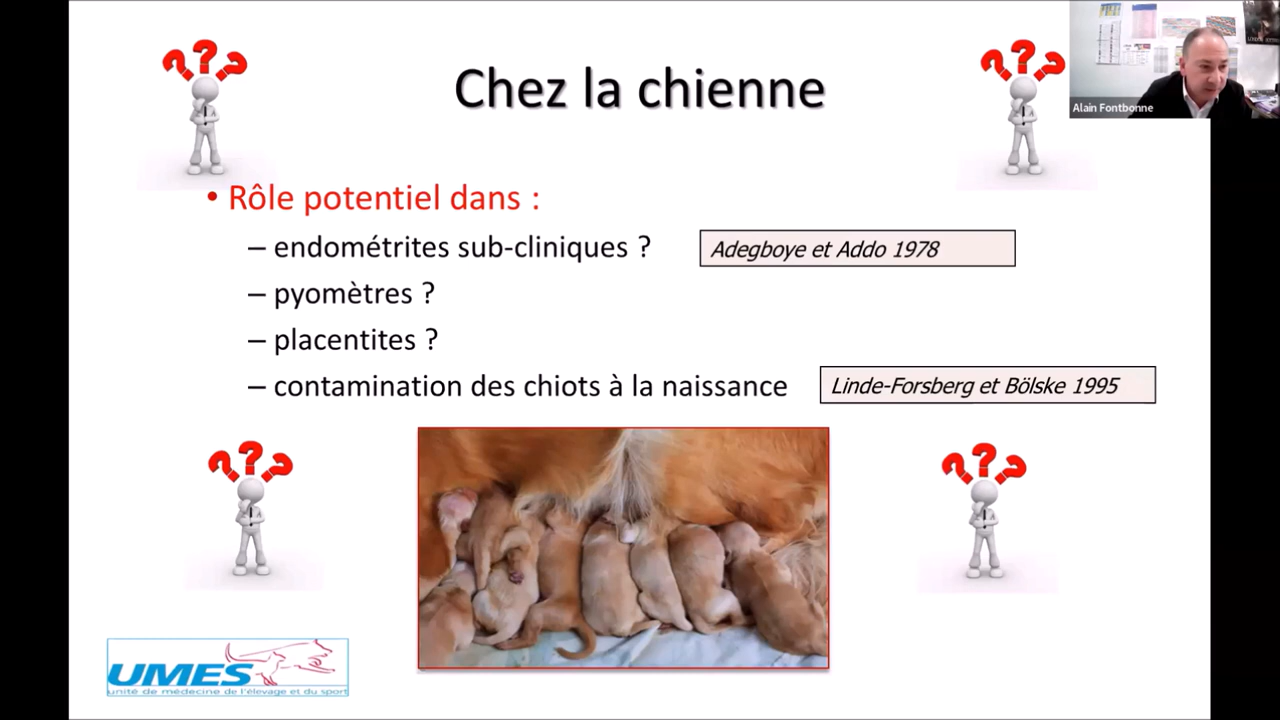 Chez la chienne
Alain Fontbonne
• Rôle potentiel dans :
– endométrites sub-cliniques ?
Adegboye et Addo 1978
– pyomètres ?
– placentites ?
– contamination des chiots à la naissance
Linde-Forsberg et Bölske 1995
UMES
unité de médecine de l'élevage et du sport